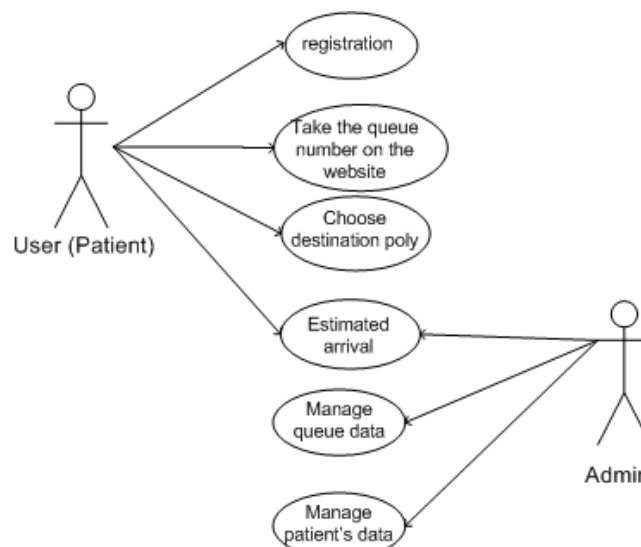 registration
Take the queue
number on the
website
User (Patient)
Choose
destination poly
Estimated
arrival
Manage
queue data
Admin
Manage
patient's data